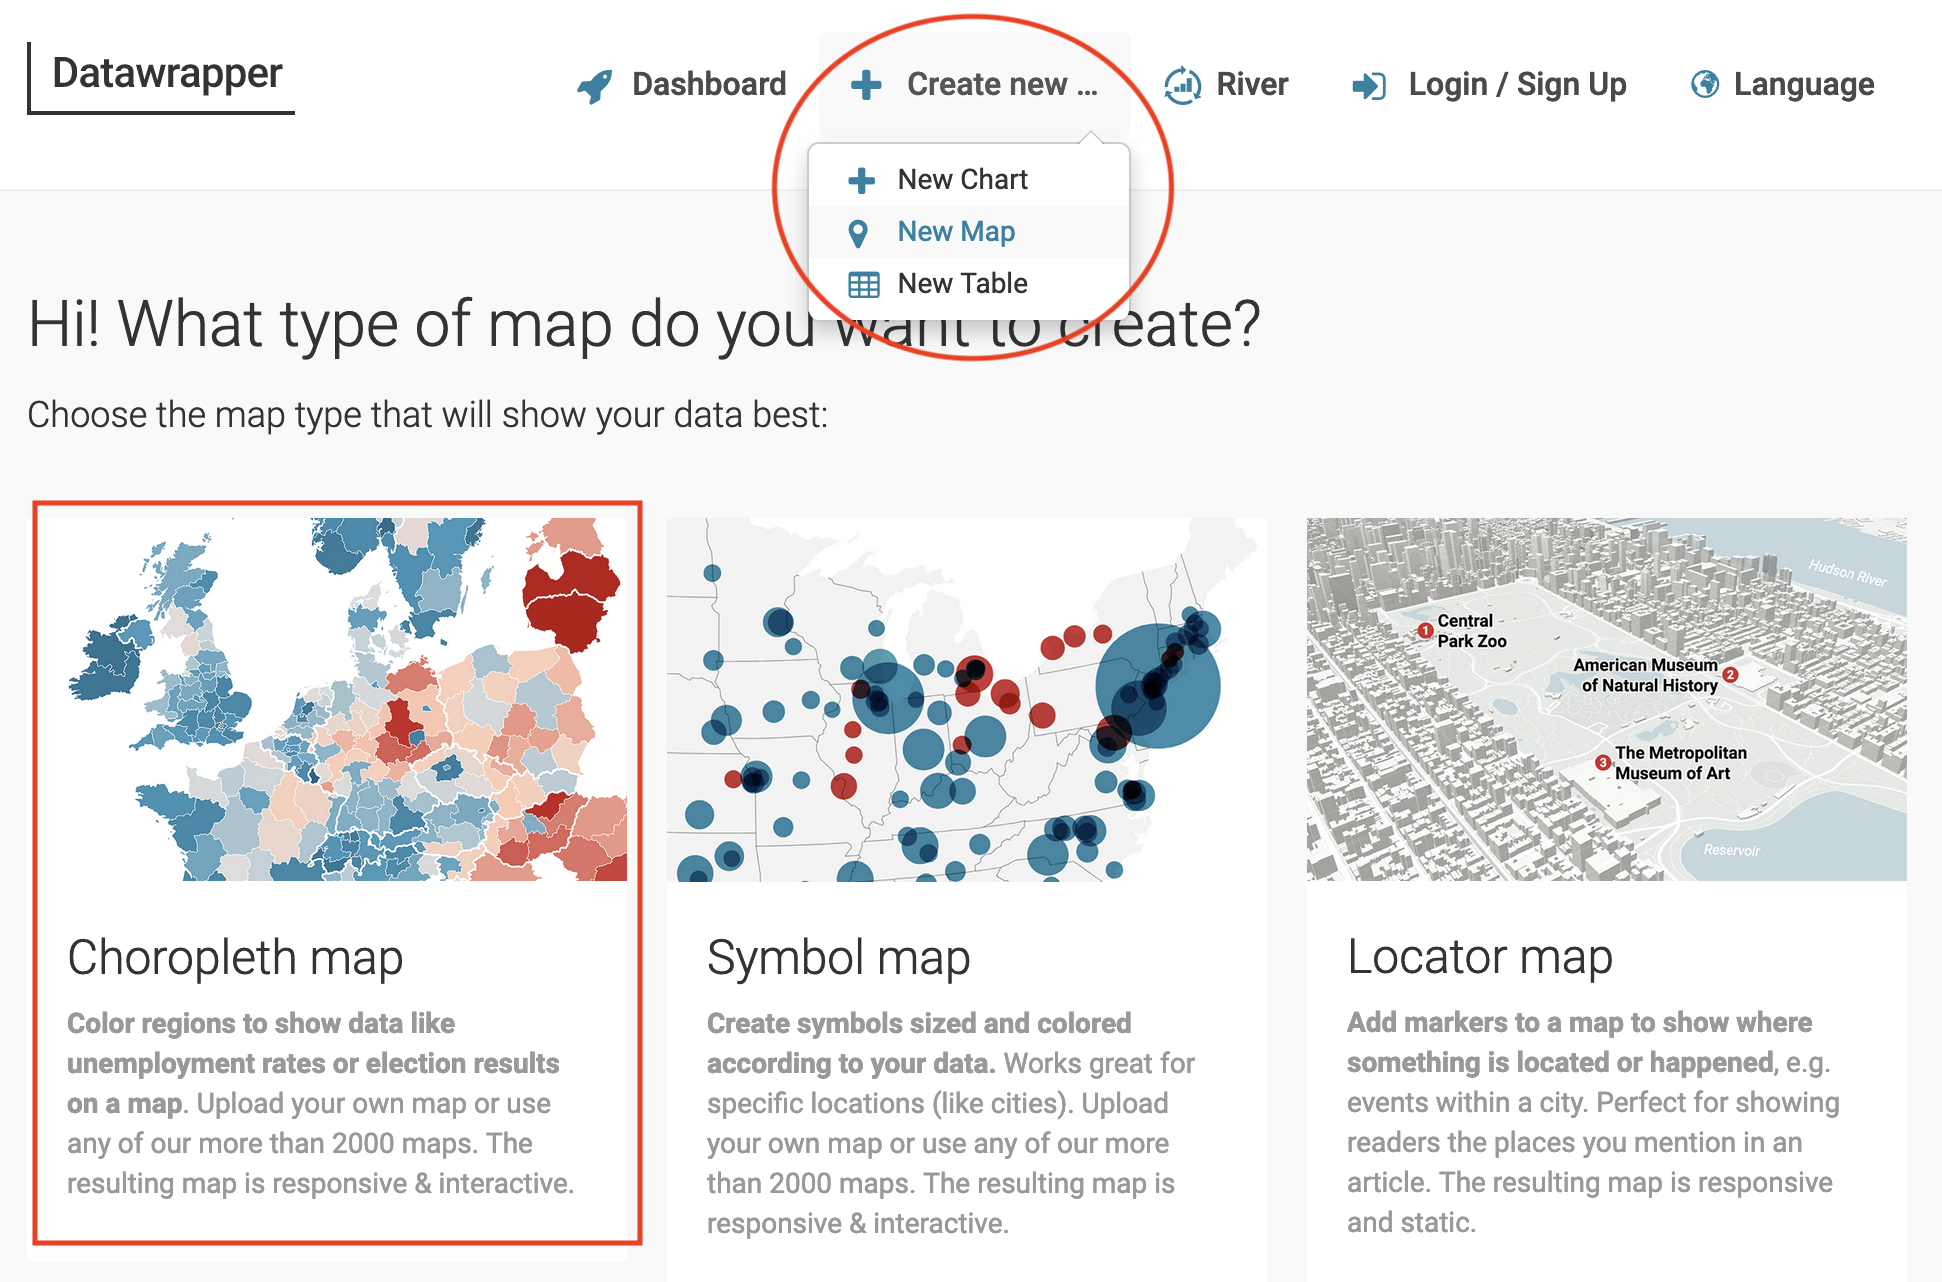 Datawrapper
Dashboard
Create new ...
River
Login / Sign Up
Language
New Chart
New Map
New Table
Hi! What type of map do you want to create?
Choose the map type that will show your data best:
Choropleth map
Color regions to show data like
unemployment rates or election results
on a map. Upload your own map or use
any of our more than 2000 maps. The
resulting map is responsive & interactive.
Symbol map
Create symbols sized and colored
according to your data. Works great for
specific locations (like cities). Upload
your own map or use any of our more
than 2000 maps. The resulting map is
responsive & interactive.
Hudson River
1 Central
Park Zoo
American Museum 2
of Natural History
3 The Metropolitan
Museum of Art
Reservoir
Locator map
Add markers to a map to show where
something is located or happened, e.g.
events within a city. Perfect for showing
readers the places you mention in an
article. The resulting map is responsive
and static.